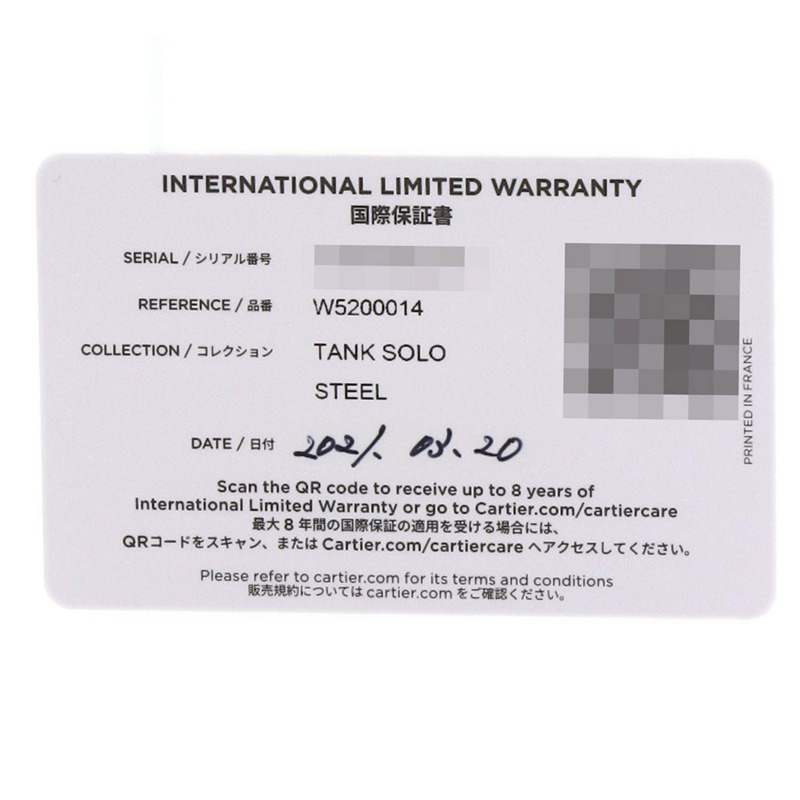 INTERNATIONAL LIMITED WARRANTY
国際保証書
SERIAL / シリアル番号
REFERENCE / 品番 W5200014
COLLECTION / コレクション TANK SOLO
STEEL
DATE / 日付 2021. 03. 20
Scan the QR code to receive up to 8 years of
International Limited Warranty or go to Cartier.com/cartiercare
最大 8 年間の国際保証の適用を受ける場合には、
QRコードをスキャン、または Cartier.com/cartiercare へアクセスしてください。
Please refer to cartier.com for its terms and conditions
販売規約については cartier.com をご確認ください。
PRINTED IN FRANCE